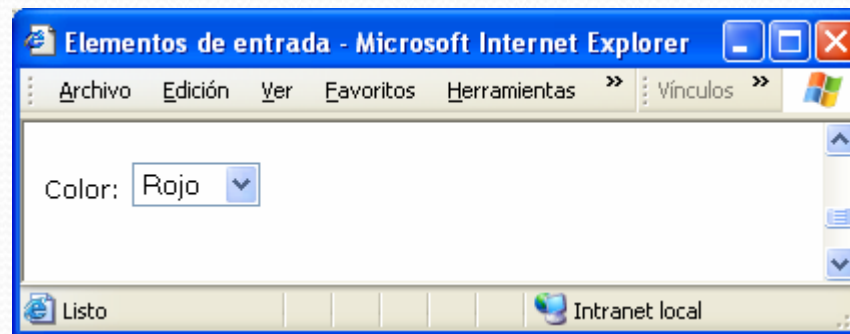 Elementos de entrada - Microsoft Internet Explorer
Archivo Edición Ver Favoritos Herramientas » Vínculos »
Color: Rojo
Listo Intranet local